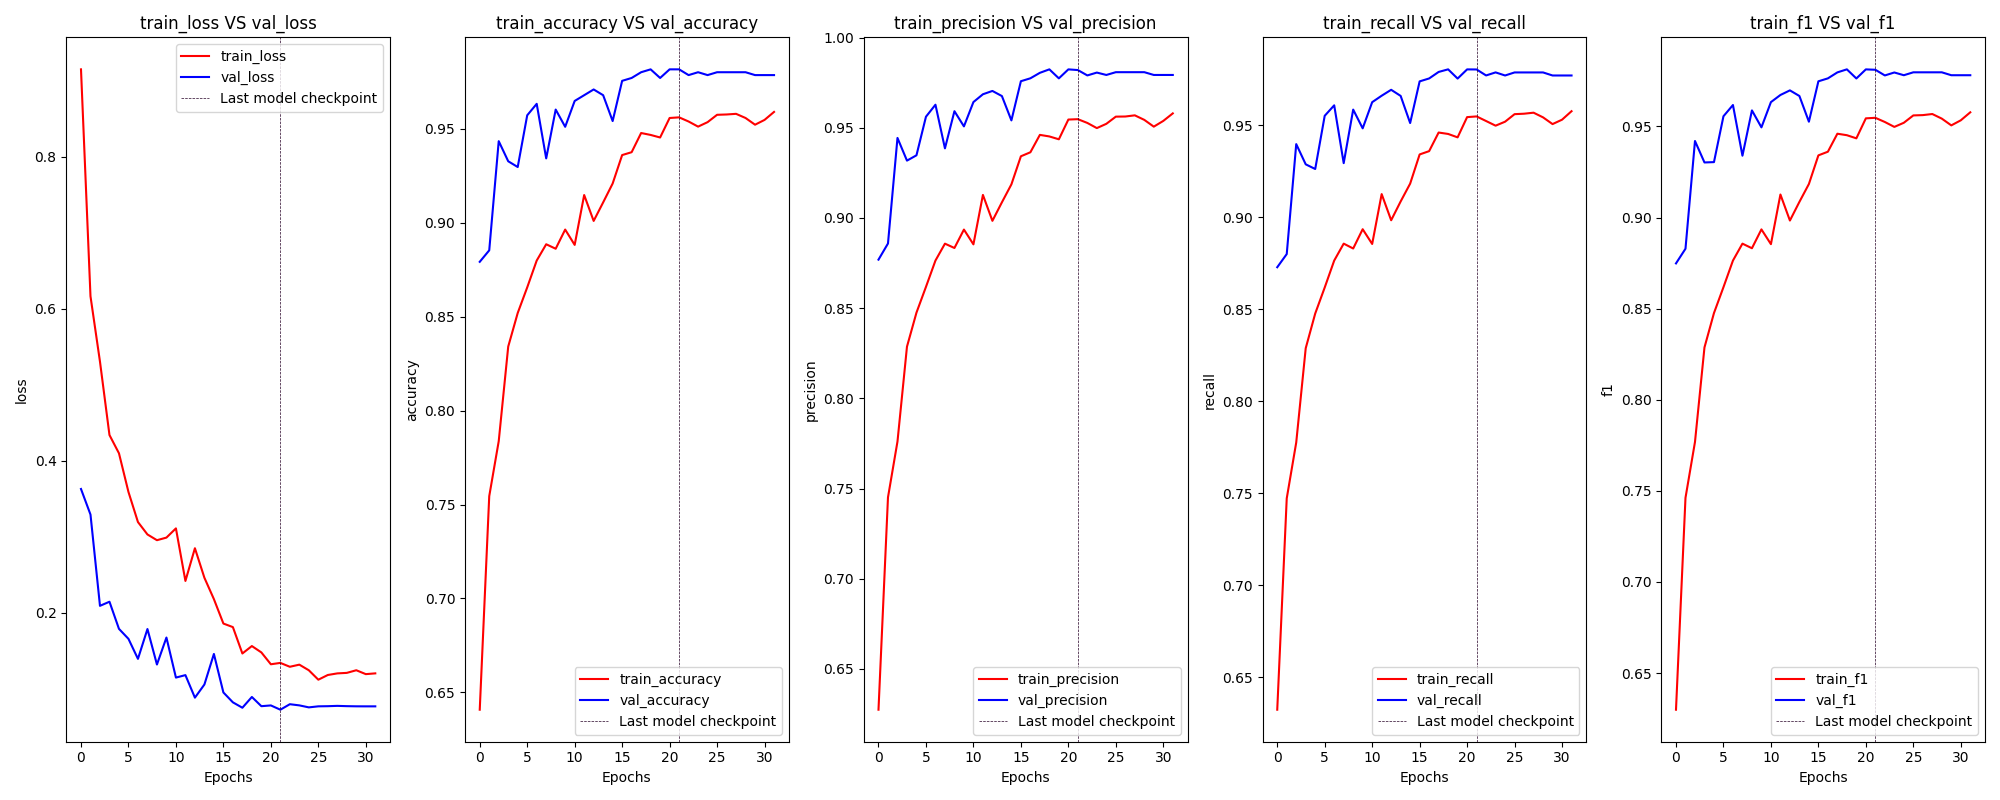 train_loss VS val_loss
train_loss
val_loss
Last model checkpoint
0.8
0.6
0.4
0.2
loss
0 5 10 15 20 25 30
Epochs
train_accuracy VS val_accuracy
0.95
0.90
0.85
0.80
0.75
0.70
0.65
accuracy
train_accuracy
val_accuracy
Last model checkpoint
0 5 10 15 20 25 30
Epochs
train_precision VS val_precision
1.00
0.95
0.90
0.85
0.80
0.75
0.70
0.65
precision
train_precision
val_precision
Last model checkpoint
0 5 10 15 20 25 30
Epochs
train_recall VS val_recall
0.95
0.90
0.85
0.80
0.75
0.70
0.65
recall
train_recall
val_recall
Last model checkpoint
0 5 10 15 20 25 30
Epochs
train_f1 VS val_f1
0.95
0.90
0.85
0.80
0.75
0.70
0.65
f1
train_f1
val_f1
Last model checkpoint
0 5 10 15 20 25 30
Epochs